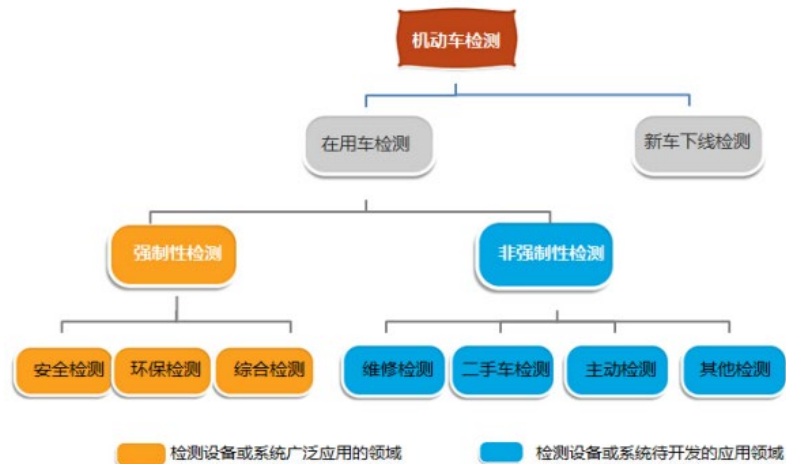 机动车检测
在用车检测
新车下线检测
强制性检测
非强制性检测
安全检测
环保检测
综合检测
维修检测
二手车检测
主动检测
其他检测
检测设备或系统广泛应用的领域
检测设备或系统待开发的应用领域